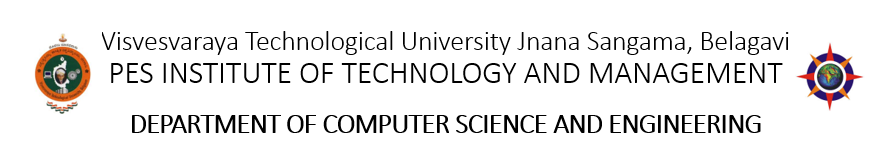 Visvesvaraya Technological University Jnana Sangama, Belagavi
PES INSTITUTE OF TECHNOLOGY AND MANAGEMENT
DEPARTMENT OF COMPUTER SCIENCE AND ENGINEERING